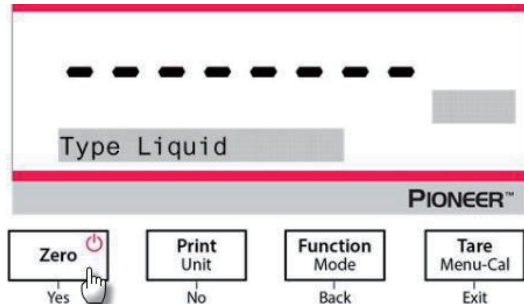 --------
Type Liquid
PIONEER™
Zero Print Function Tare
Unit Mode Menu-Cal
Yes No Back Exit